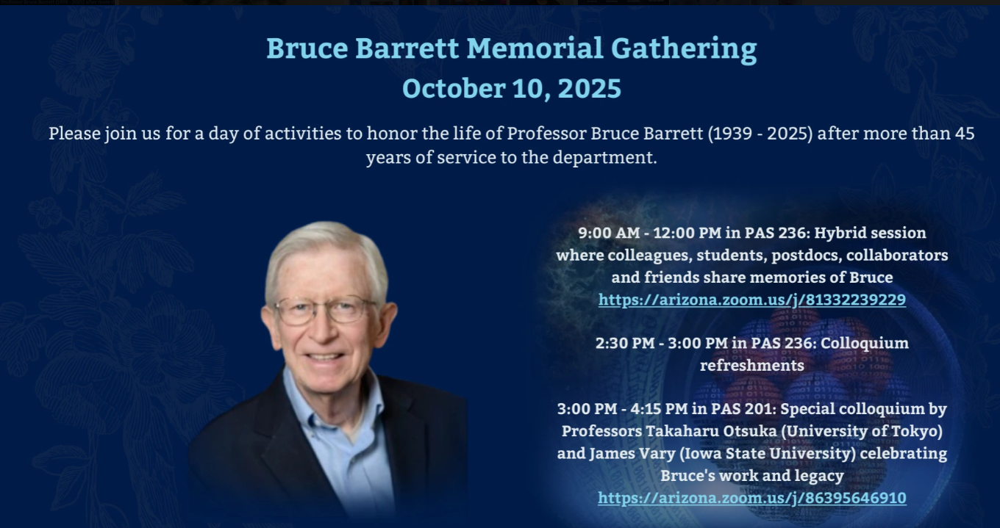 Bruce Barrett Memorial Gathering
October 10, 2025
Please join us for a day of activities to honor the life of Professor Bruce Barrett (1939 - 2025) after more than 45
years of service to the department.
9:00 AM - 12:00 PM in PAS 236: Hybrid session
where colleagues, students, postdocs, collaborators
and friends share memories of Bruce
https://arizona.zoom.us/j/81332239229
2:30 PM - 3:00 PM in PAS 236: Colloquium
refreshments
3:00 PM - 4:15 PM in PAS 201: Special colloquium by
Professors Takaharu Otsuka (University of Tokyo)
and James Vary (Iowa State University) celebrating
Bruce's work and legacy
https://arizona.zoom.us/j/86395646910